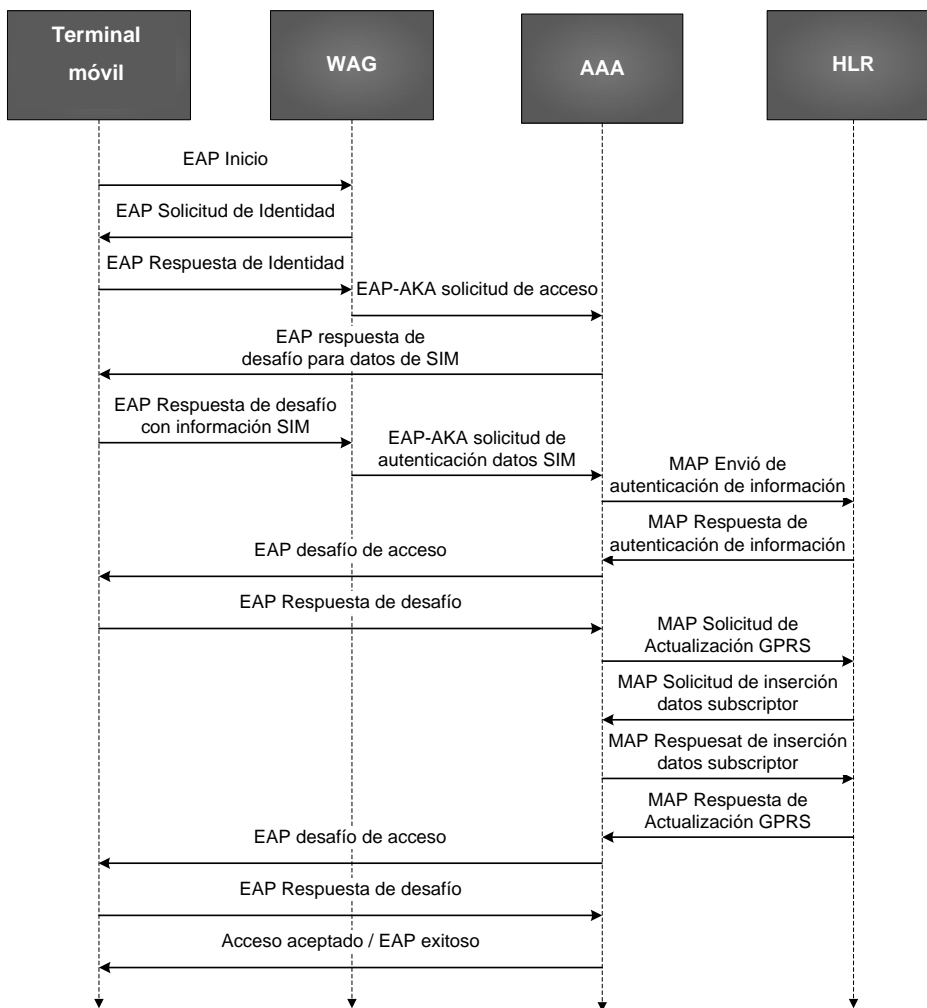 Terminal
móvil
WAG
AAA
HLR
EAP Inicio
EAP Solicitud de Identidad
EAP Respuesta de Identidad
EAP-AKA solicitud de acceso
EAP respuesta de
desafío para datos de SIM
EAP Respuesta de desafío
con información SIM
EAP-AKA solicitud de
autenticación datos SIM
MAP Envió de
autenticación de información
MAP Respuesta de
autenticación de información
EAP desafío de acceso
EAP Respuesta de desafío
MAP Solicitud de
Actualización GPRS
MAP Solicitud de inserción
datos subscriptor
MAP Respuesat de inserción
datos subscriptor
MAP Respuesta de
Actualización GPRS
EAP desafío de acceso
EAP Respuesta de desafío
Acceso aceptado / EAP exitoso